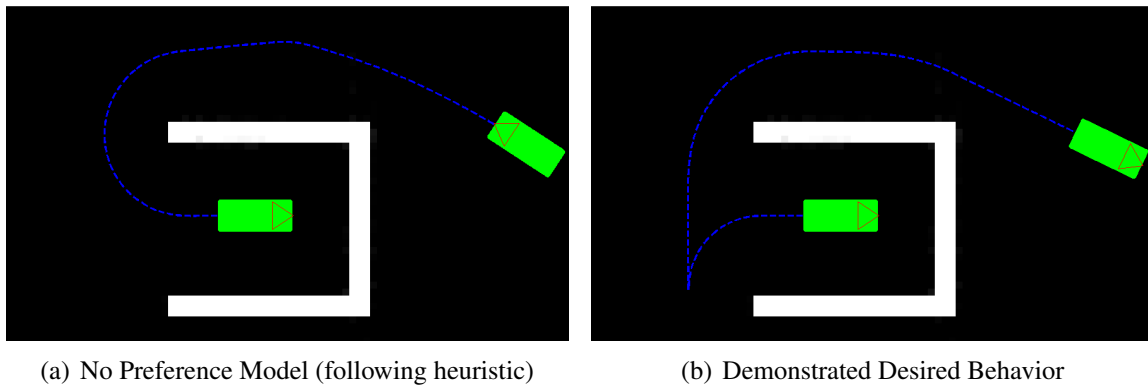 (a) No Preference Model (following heuristic)
(b) Demonstrated Desired Behavior